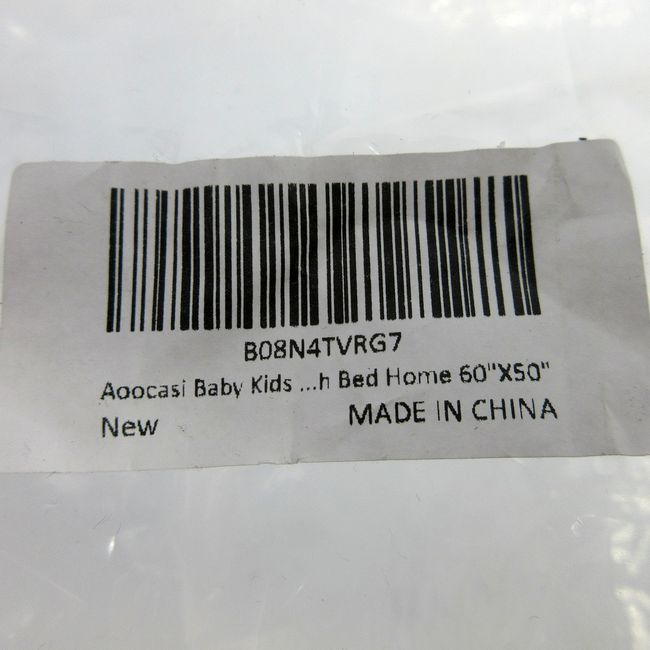 B08N4TVRG7
Aoocasi Baby Kids ...h Bed Home 60"X50"
New MADE IN CHINA